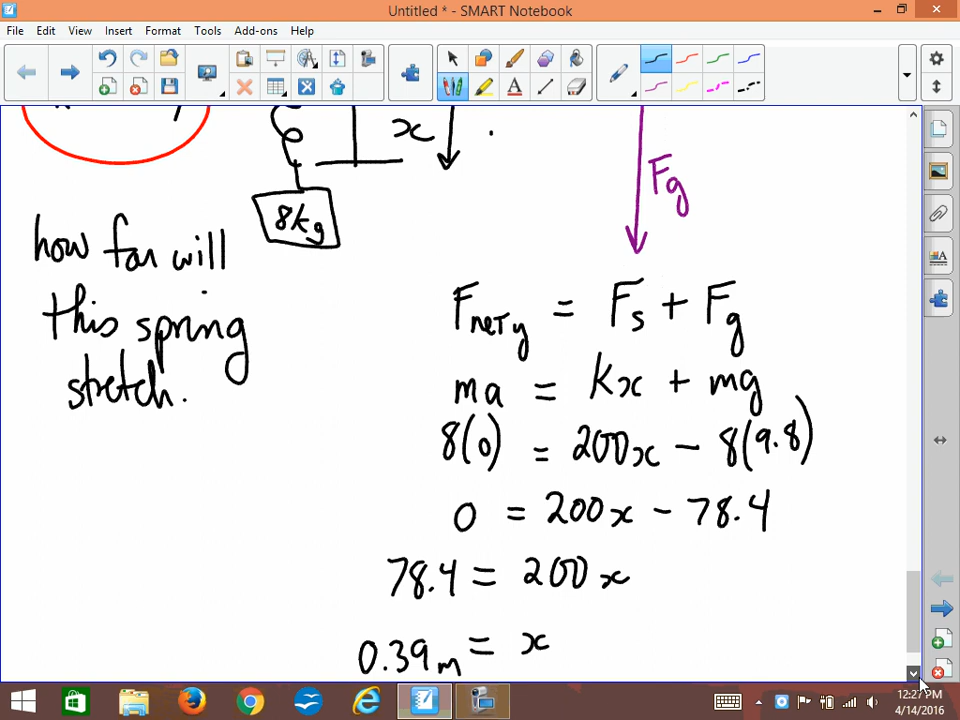 Untitled * - SMART Notebook
File Edit View Insert Format Tools Add-ons Help
x
8kg
Fg
how far will
this spring
stretch.
Fnety = Fs + Fg
ma = kx + mg
8(0) = 200x - 8(9.8)
0 = 200x - 78.4
78.4 = 200x
0.39m = x
12:27 PM
4/14/2016